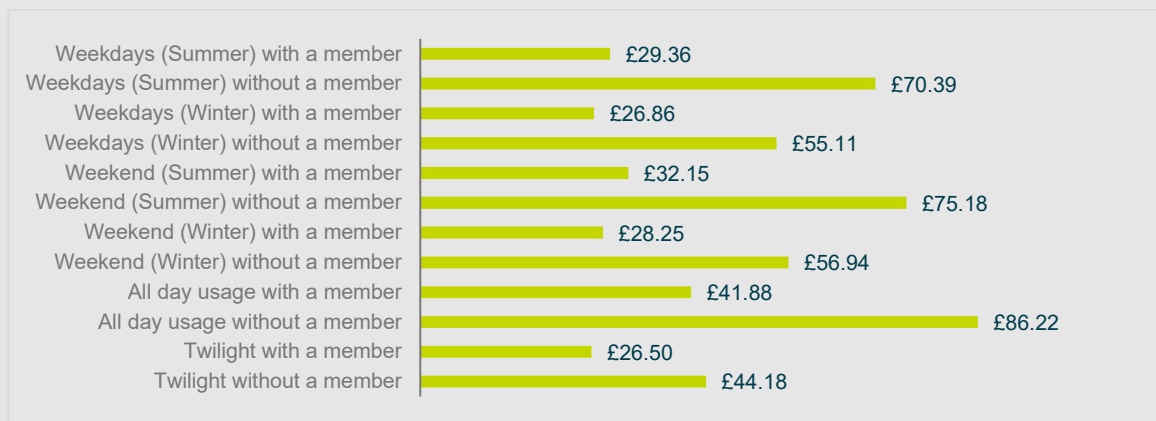 Weekdays (Summer) with a member £29.36
Weekdays (Summer) without a member £70.39
Weekdays (Winter) with a member £26.86
Weekdays (Winter) without a member £55.11
Weekend (Summer) with a member £32.15
Weekend (Summer) without a member £75.18
Weekend (Winter) with a member £28.25
Weekend (Winter) without a member £56.94
All day usage with a member £41.88
All day usage without a member £86.22
Twilight with a member £26.50
Twilight without a member £44.18